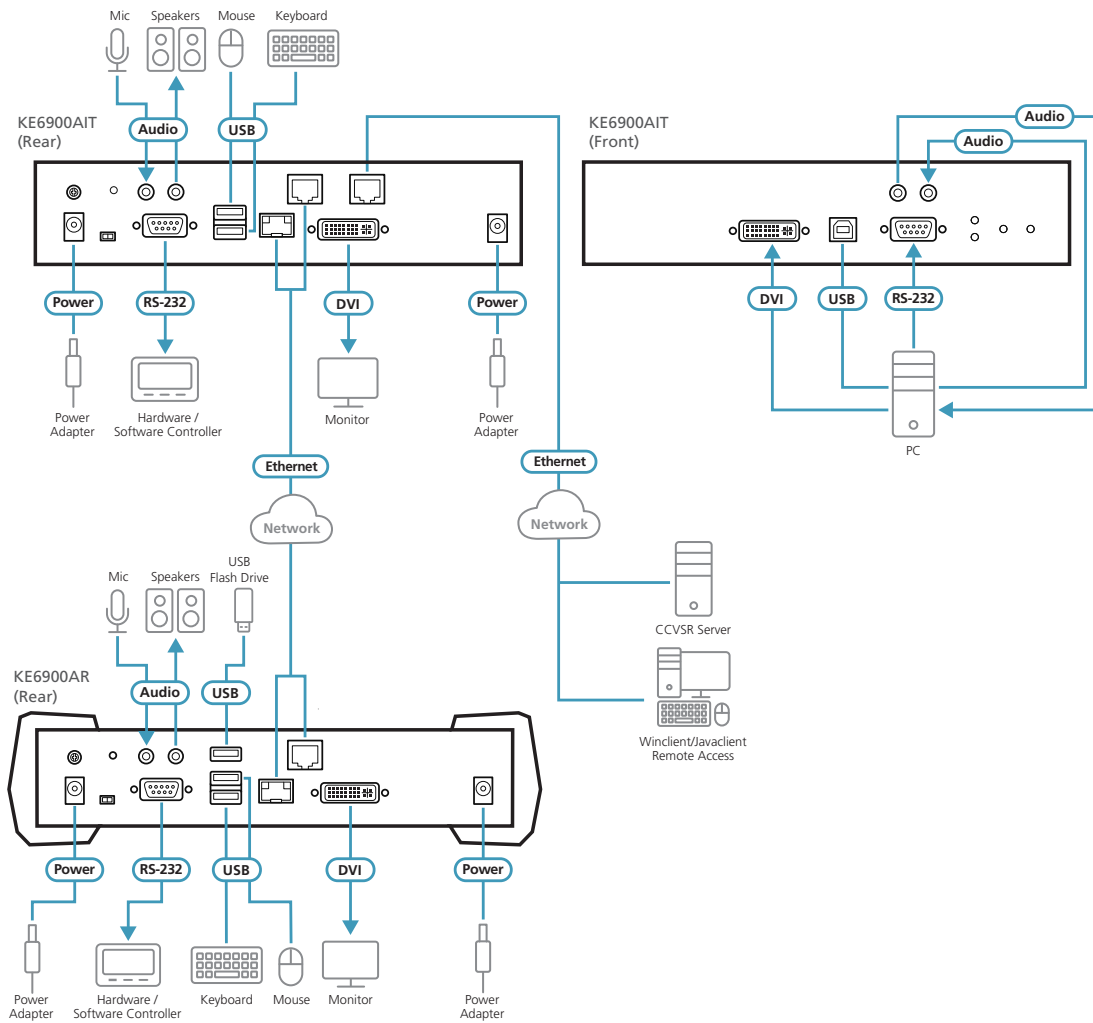 Mic
Speakers
Mouse
Keyboard
KE6900AIT
(Rear)
Audio
USB
KE6900AIT
(Front)
Audio
Audio
Power
RS-232
DVI
Power
DVI
USB
RS-232
Power
Adapter
Hardware /
Software Controller
Monitor
Power
Adapter
PC
Ethernet
Ethernet
Network
Network
Mic
Speakers
USB
Flash Drive
CCVSR Server
KE6900AR
(Rear)
Audio
USB
Winclient/Javaclient
Remote Access
Power
RS-232
USB
DVI
Power
Power
Adapter
Hardware /
Software Controller
Keyboard
Mouse
Monitor
Power
Adapter